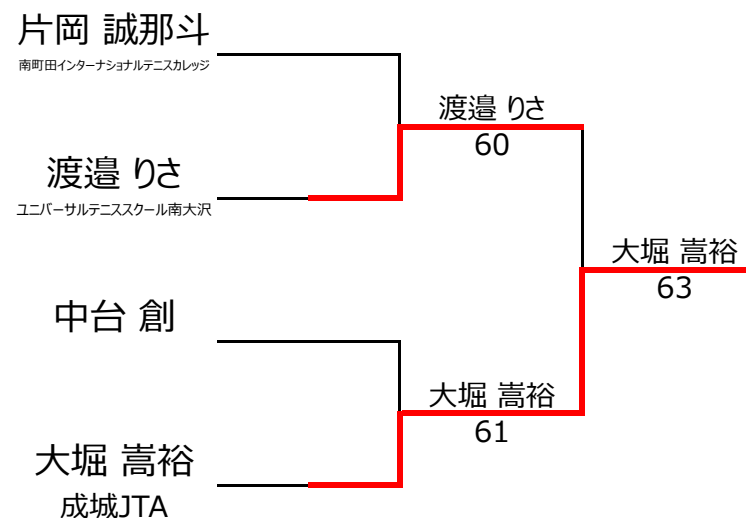 片岡 誠那斗
南町田インターナショナルテニスカレッジ
渡邉 りさ
60
渡邉 りさ
ユニバーサルテニススクール南大沢
大堀 嵩裕
63
中台 創
大堀 嵩裕
61
大堀 嵩裕
成城JTA